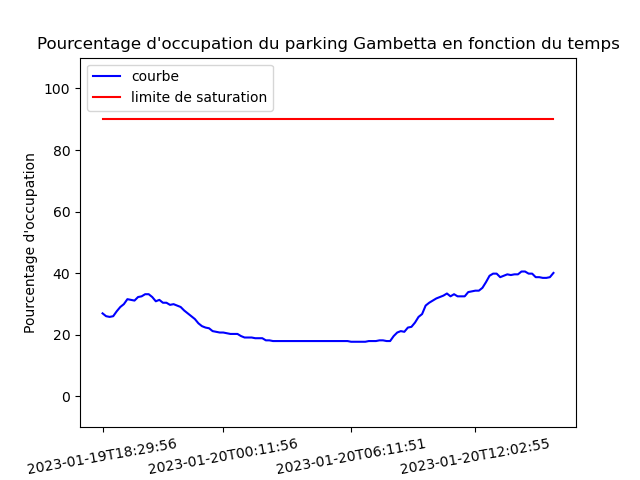 Pourcentage d'occupation du parking Gambetta en fonction du temps
courbe
limite de saturation
100
80
60
40
20
0
Pourcentage d'occupation
2023-01-19T18:29:56
2023-01-20T00:11:56
2023-01-20T06:11:51
2023-01-20T12:02:55